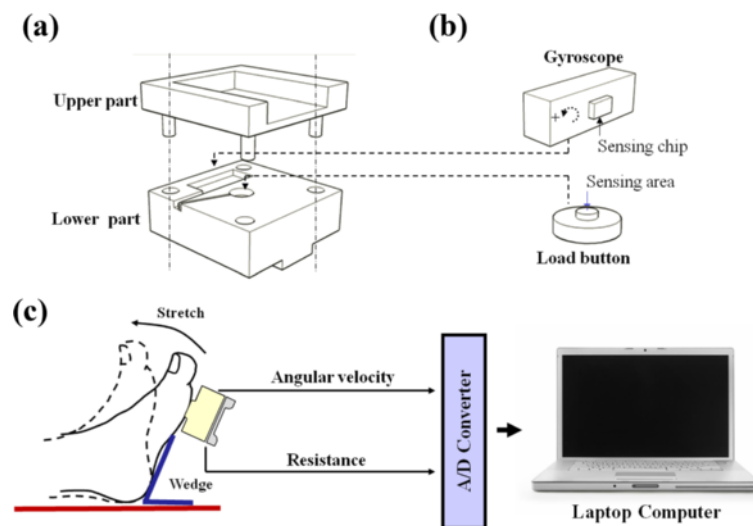 (a)
(b)
Gyroscope
Upper part
+
Sensing chip
Sensing area
Lower part
Load button
(c)
Stretch
Angular velocity
A/D Converter
Resistance
Wedge
Laptop Computer